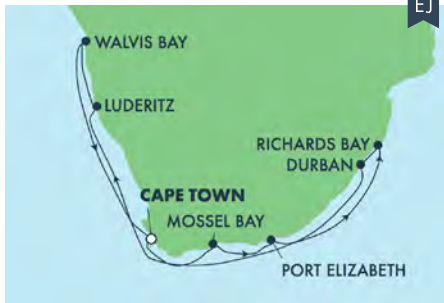 EJ
WALVIS BAY
LUDERITZ
RICHARDS BAY
DURBAN
CAPE TOWN
MOSSEL BAY
PORT ELIZABETH